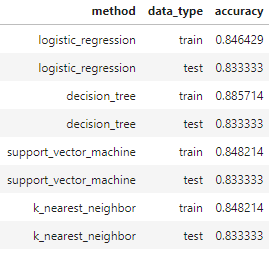 method data_type accuracy
logistic_regression train 0.846429
logistic_regression test 0.833333
decision_tree train 0.885714
decision_tree test 0.833333
support_vector_machine train 0.848214
support_vector_machine test 0.833333
k_nearest_neighbor train 0.848214
k_nearest_neighbor test 0.833333